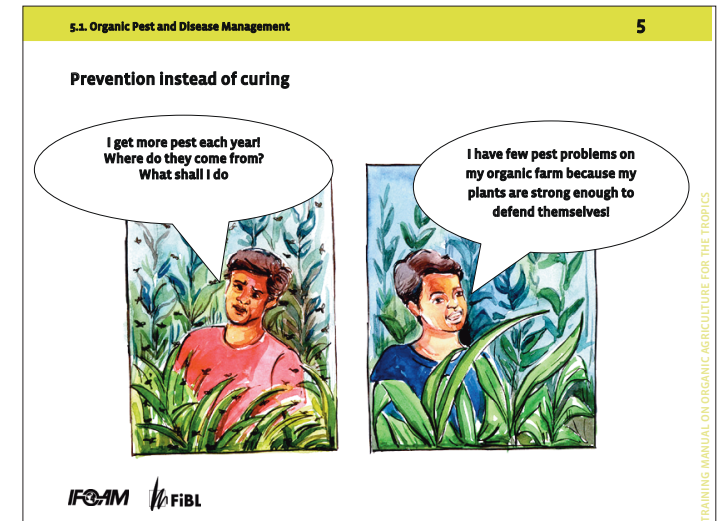 5.1. Organic Pest and Disease Management
5
Prevention instead of curing
I get more pest each year!
Where do they come from?
What shall I do
I have few pest problems on
my organic farm because my
plants are strong enough to
defend themselves!
TRAINING MANUAL ON ORGANIC AGRICULTURE FOR THE TROPICS
IFOAM
FiBL